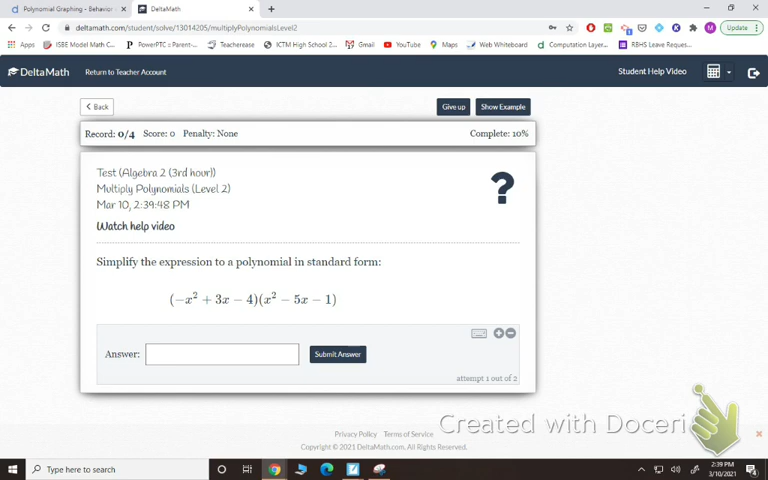 Polynomial Graphing - Behavior
DeltaMath
deltamath.com/student/solve/13014205/multiplyPolynomialsLevel2
Update
Apps
ISBE Model Math C...
PowerPTC :: Parent-...
Teacherease
ICTM High School 2...
Gmail
YouTube
Maps
Web Whiteboard
Computation Layer...
RBHS Leave Reques...
DeltaMath
Return to Teacher Account
Student Help Video
Back
Give up
Show Example
Record: 0/4 Score: 0 Penalty: None
Complete: 10%
Test (Algebra 2 (3rd hour))
Multiply Polynomials (Level 2)
Mar 10, 2:39:48 PM
Watch help video
?
Simplify the expression to a polynomial in standard form:
(−x² + 3x − 4)(x² − 5x − 1)
Answer:
Submit Answer
attempt 1 out of 2
Created with Doceri
Privacy Policy Terms of Service
Copyright © 2021 DeltaMath.com. All Rights Reserved.
Type here to search
2:39 PM
3/10/2021